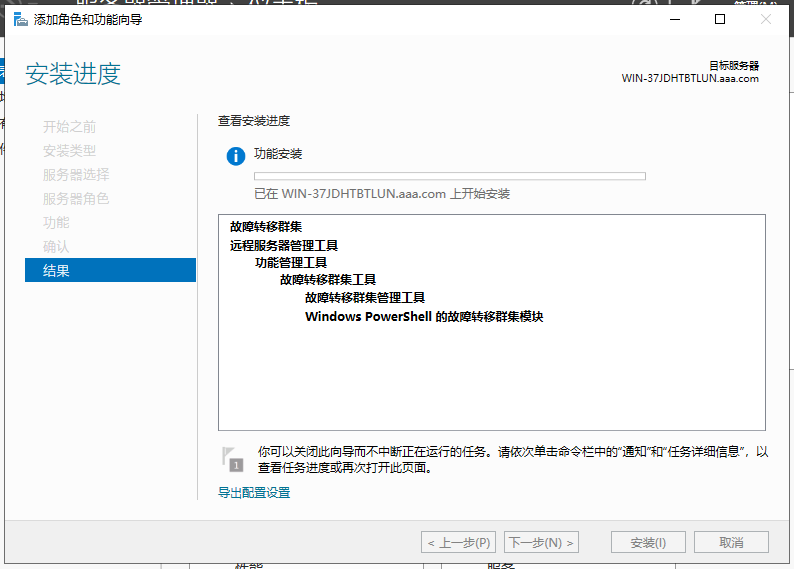 添加角色和功能向导
安装进度
目标服务器
WIN-37JDHTBTLUN.aaa.com
开始之前
安装类型
服务器选择
服务器角色
功能
确认
结果
查看安装进度
功能安装
已在 WIN-37JDHTBTLUN.aaa.com 上开始安装
故障转移群集
远程服务器管理工具
功能管理工具
故障转移群集工具
故障转移群集管理工具
Windows PowerShell 的故障转移群集模块
1
你可以关闭此向导而不中断正在运行的任务。请依次单击命令栏中的“通知”和“任务详细信息”，以
查看任务进度或再次打开此页面。
导出配置设置
< 上一步(P)
下一步(N) >
安装(I)
取消